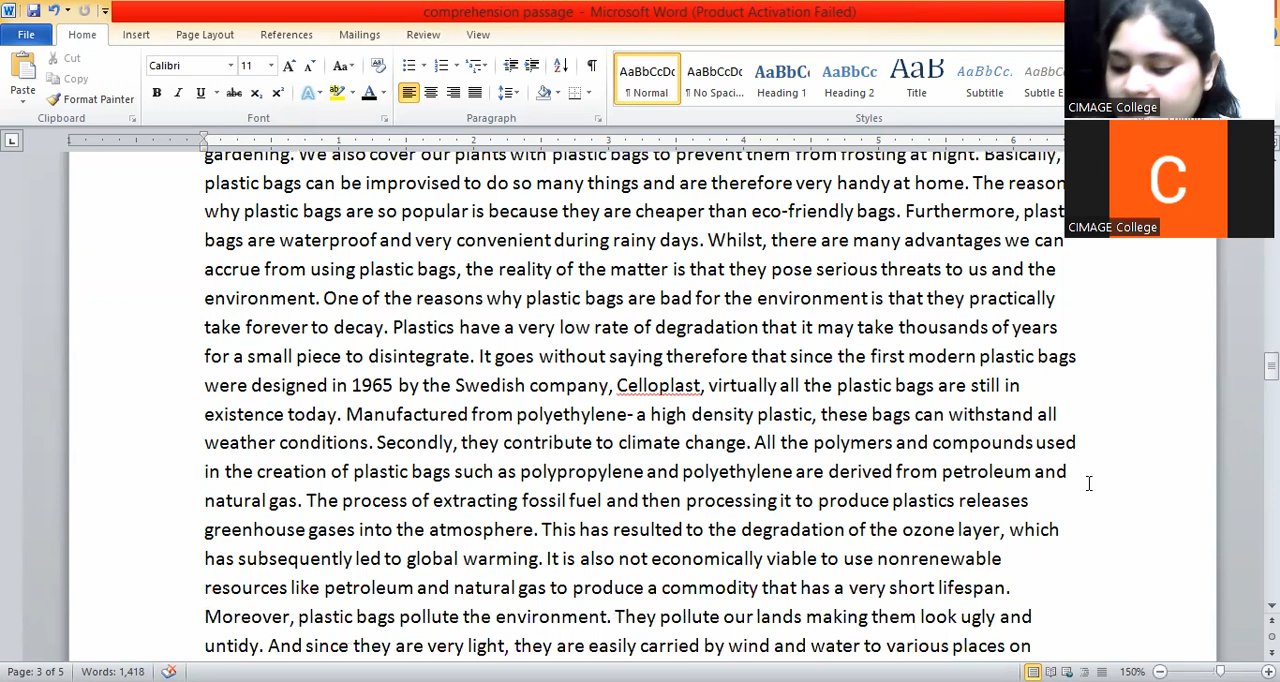 comprehension passage - Microsoft Word (Product Activation Failed)
File Home Insert Page Layout References Mailings Review View
Paste
Cut
Copy
Format Painter
Clipboard
Calibri 11
Font
Paragraph
AaBbCcDc AaBbCcDc AaBbC AaBbCc AaB AaBbCc. AaBbC
¶ Normal ¶ No Spaci... Heading 1 Heading 2 Title Subtitle Subtle E
Styles
CIMAGE College
C
CIMAGE College
1 2 3 4 5 6
gardening. We also cover our plants with plastic bags to prevent them from frosting at night. Basically,
plastic bags can be improvised to do so many things and are therefore very handy at home. The reason
why plastic bags are so popular is because they are cheaper than eco-friendly bags. Furthermore, plast
bags are waterproof and very convenient during rainy days. Whilst, there are many advantages we can
accrue from using plastic bags, the reality of the matter is that they pose serious threats to us and the
environment. One of the reasons why plastic bags are bad for the environment is that they practically
take forever to decay. Plastics have a very low rate of degradation that it may take thousands of years
for a small piece to disintegrate. It goes without saying therefore that since the first modern plastic bags
were designed in 1965 by the Swedish company, Celloplast, virtually all the plastic bags are still in
existence today. Manufactured from polyethylene- a high density plastic, these bags can withstand all
weather conditions. Secondly, they contribute to climate change. All the polymers and compounds used
in the creation of plastic bags such as polypropylene and polyethylene are derived from petroleum and
natural gas. The process of extracting fossil fuel and then processing it to produce plastics releases
greenhouse gases into the atmosphere. This has resulted to the degradation of the ozone layer, which
has subsequently led to global warming. It is also not economically viable to use nonrenewable
resources like petroleum and natural gas to produce a commodity that has a very short lifespan.
Moreover, plastic bags pollute the environment. They pollute our lands making them look ugly and
untidy. And since they are very light, they are easily carried by wind and water to various places on
Page: 3 of 5 Words: 1,418 150%